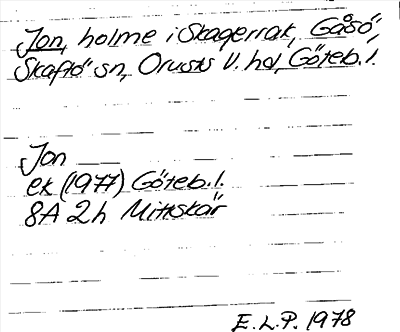 Jon, holme i Skagerrak, Gåsö,
Skaftö sn, Orusts V. hd, Göteb. l.
Jon
ek (1977) Göteb. l.
8A 2h Mittskär
E.L.P. 1978